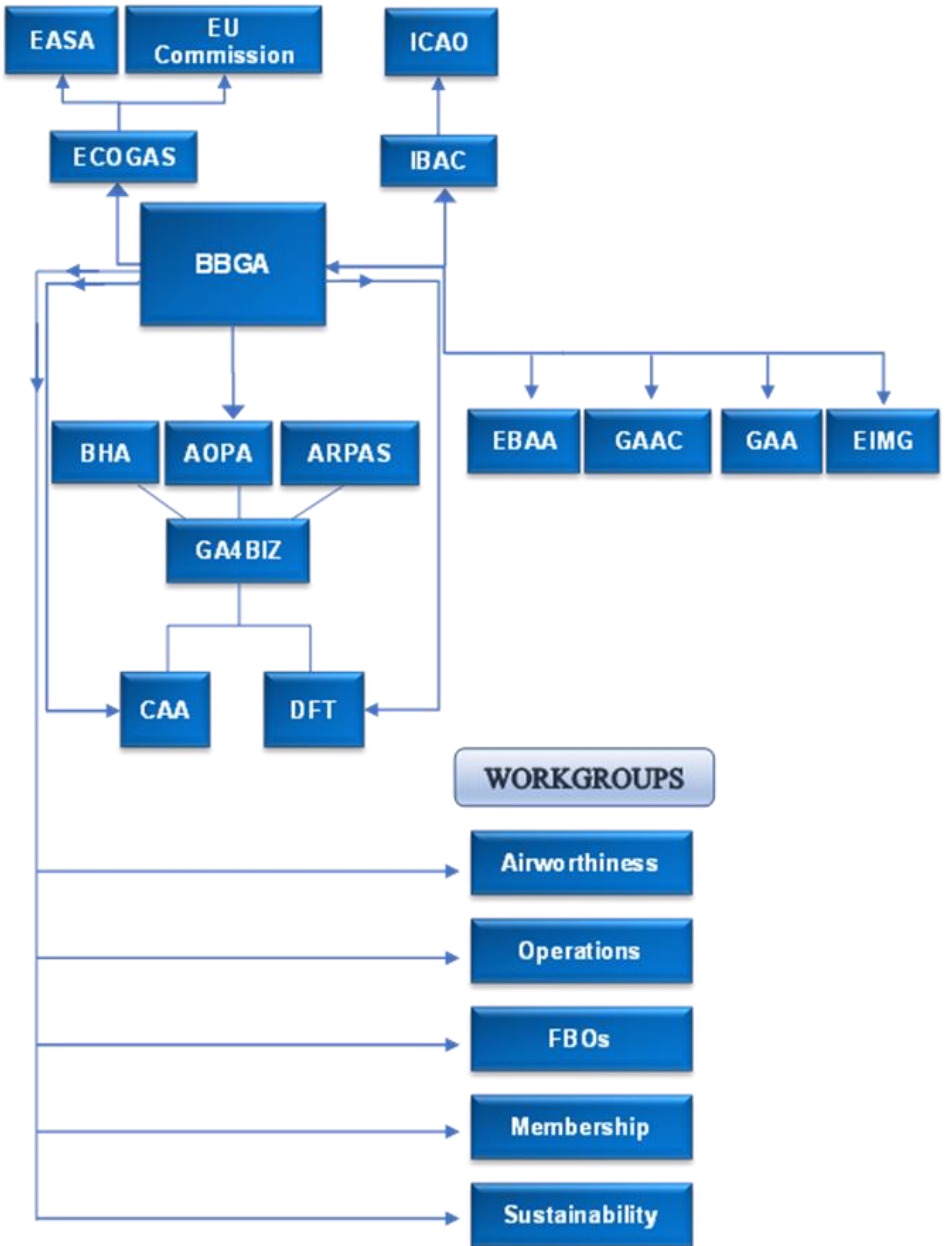 EASA
EU
Commission
ICAO
ECOGAS
IBAC
BBGA
BHA
AOPA
ARPAS
EBAA
GAAC
GAA
EIMG
GA4BIZ
CAA
DFT
WORKGROUPS
Airworthiness
Operations
FBOs
Membership
Sustainability